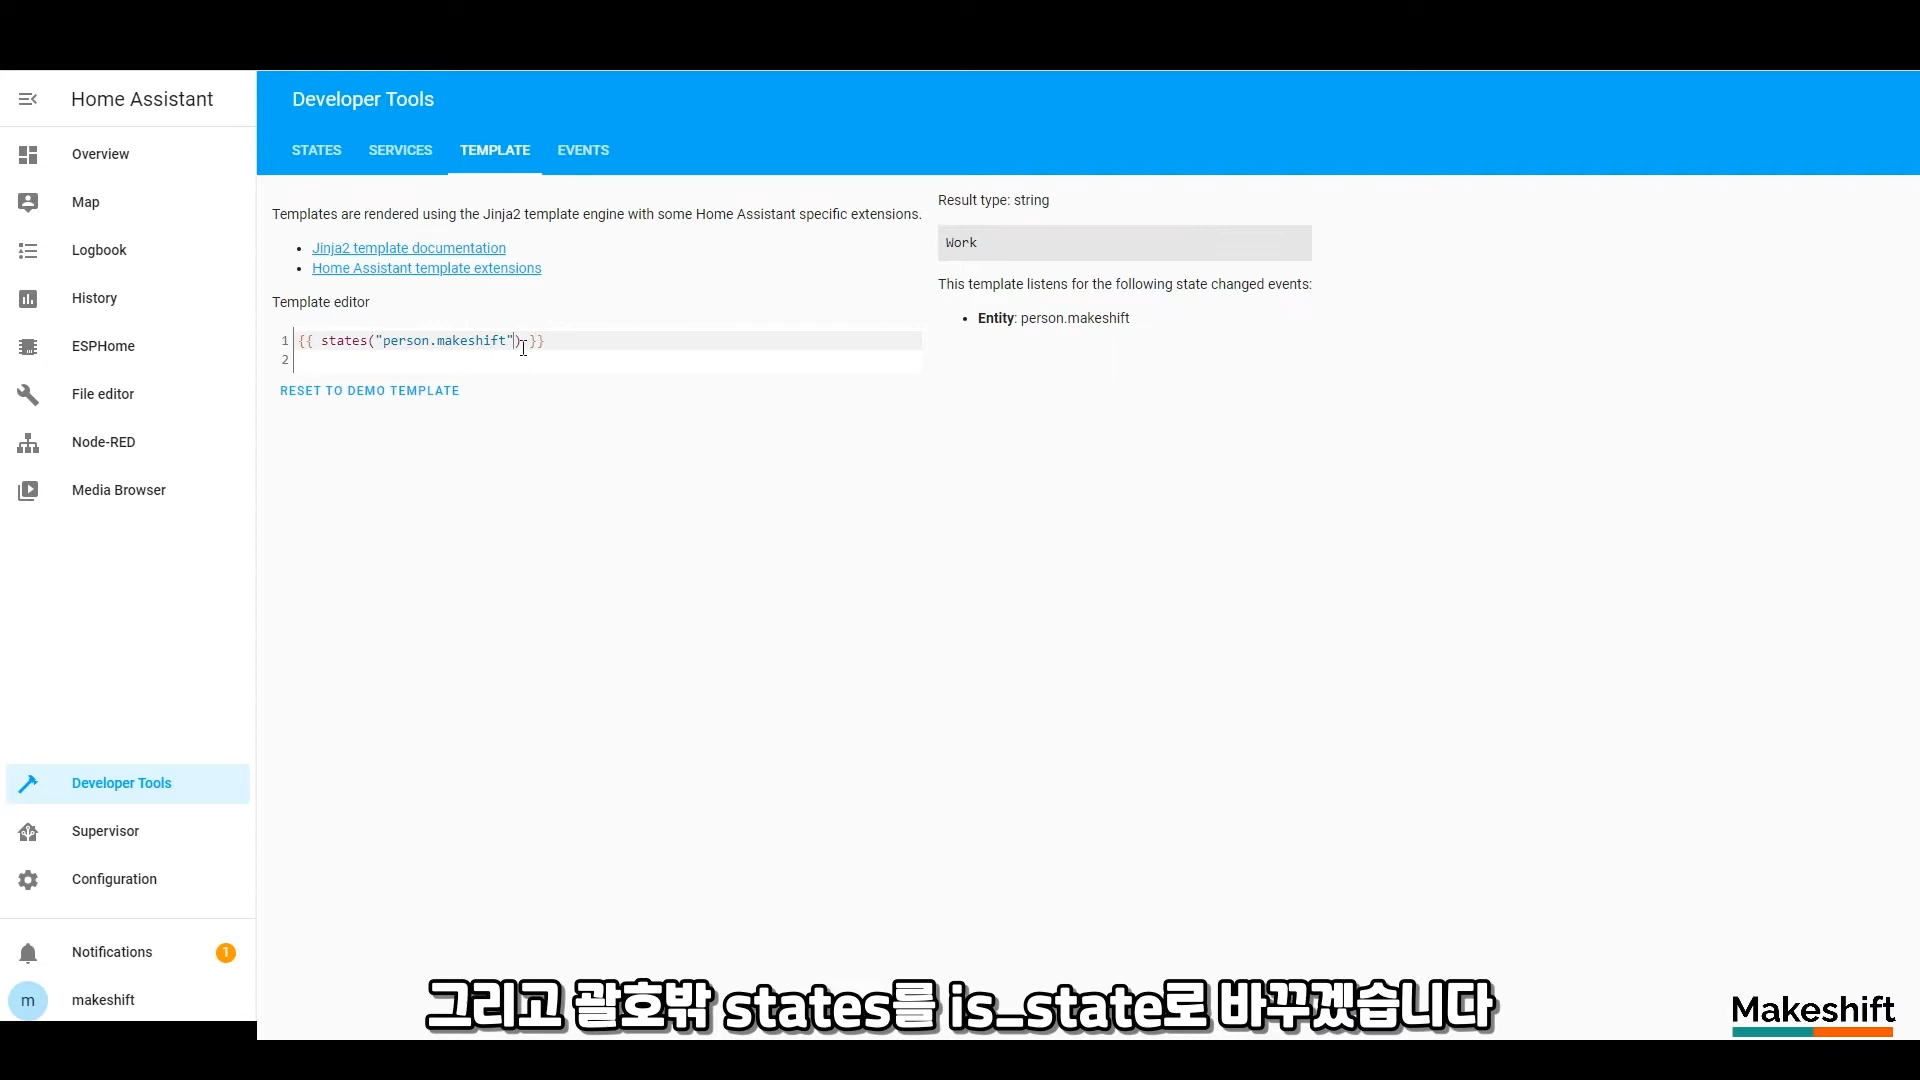 Home Assistant
Overview
Map
Logbook
History
ESPHome
File editor
Node-RED
Media Browser
Developer Tools
Supervisor
Configuration
Notifications
1
m
makeshift
Developer Tools
STATES SERVICES TEMPLATE EVENTS
Templates are rendered using the Jinja2 template engine with some Home Assistant specific extensions.
Jinja2 template documentation
Home Assistant template extensions
Template editor
1 {{ states("person.makeshift") }}
2
RESET TO DEMO TEMPLATE
Result type: string
Work
This template listens for the following state changed events:
Entity: person.makeshift
그리고 괄호밖 states를 is_state로 바꾸겠습니다
Makeshift